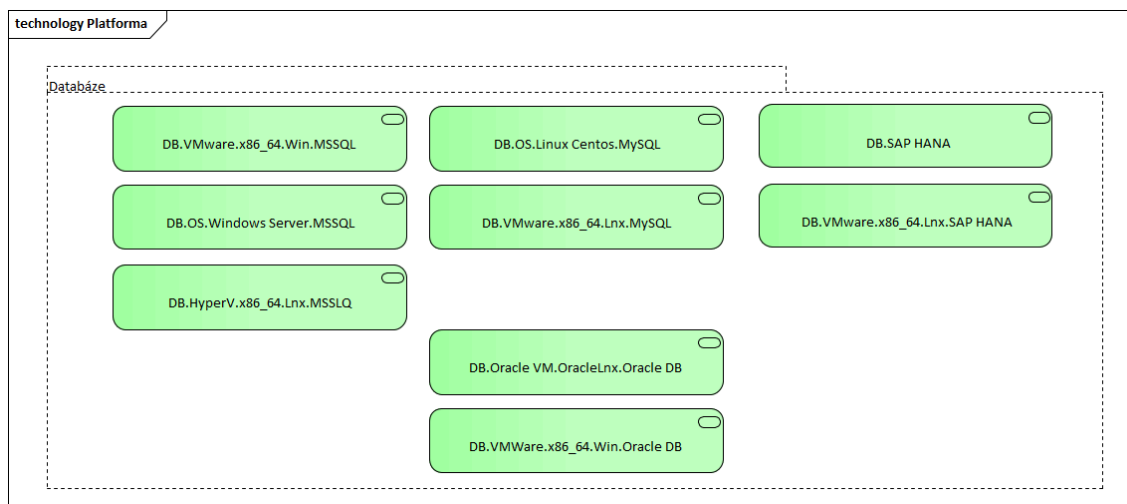 technology Platforma
Databáze
DB.VMware.x86_64.Win.MSSQL
DB.OS.Linux Centos.MySQL
DB.SAP HANA
DB.OS.Windows Server.MSSQL
DB.VMware.x86_64.Lnx.MySQL
DB.VMware.x86_64.Lnx.SAP HANA
DB.HyperV.x86_64.Lnx.MSSLQ
DB.Oracle VM.OracleLnx.Oracle DB
DB.VMWare.x86_64.Win.Oracle DB